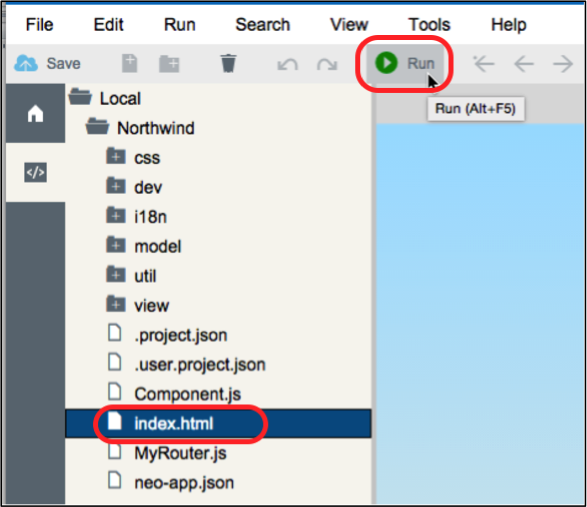 File Edit Run Search View Tools Help
Save Run
Run (Alt+F5)
Local
Northwind
css
dev
i18n
model
util
view
.project.json
.user.project.json
Component.js
index.html
MyRouter.js
neo-app.json